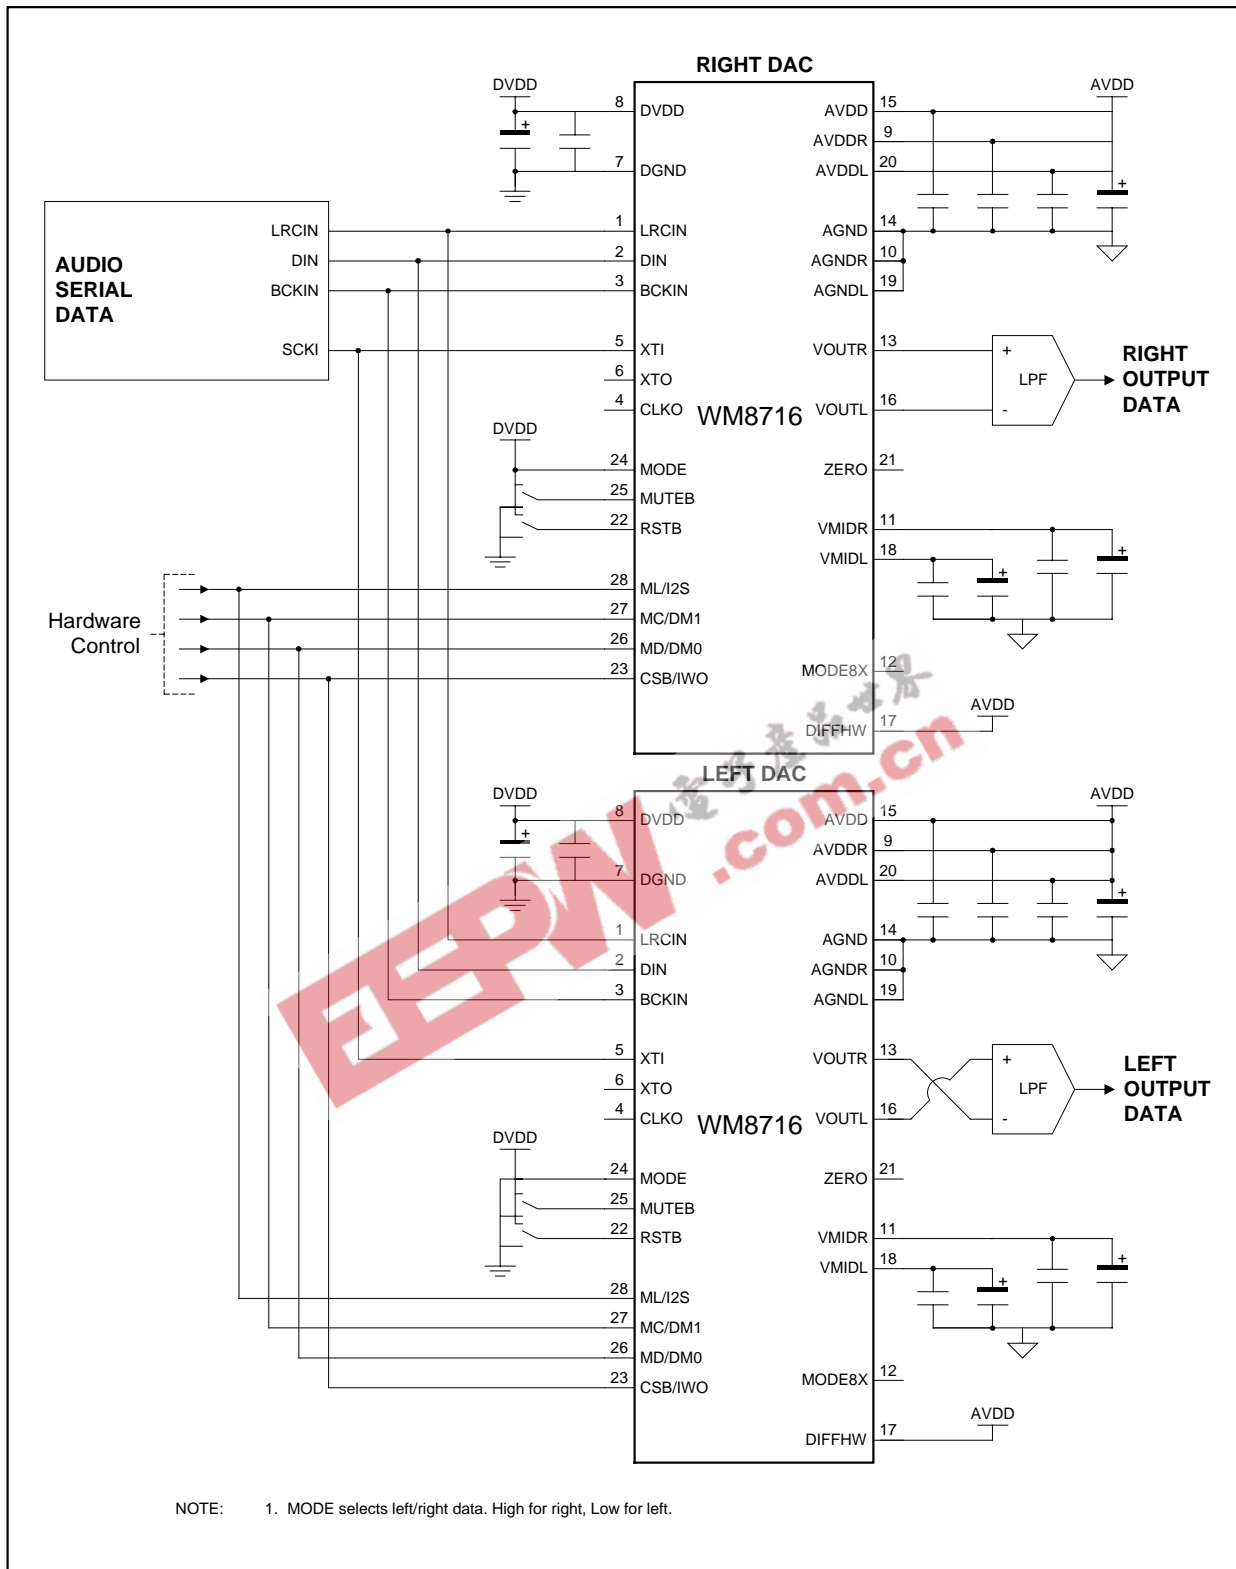 RIGHT DAC
DVDD
AVDD
8 DVDD
AVDD 15
AVDDR 9
7 DGND
AVDDL 20
+
+
AUDIO
SERIAL
DATA
LRCIN
DIN
BCKIN
SCKI
1 LRCIN
2 DIN
3 BCKIN
5 XTI
6 XTO
4 CLKO
AGND 14
AGNDR 10
AGNDL 19
VOUTR 13
VOUTL 16
WM8716
+
LPF
-
RIGHT
OUTPUT
DATA
DVDD
24 MODE
25 MUTEB
22 RSTB
ZERO 21
VMIDR 11
VMIDL 18
+
+
Hardware
Control
28 ML/I2S
27 MC/DM1
26 MD/DM0
23 CSB/IWO
MODE8X 12
DIFFHW 17
AVDD
LEFT DAC
電子產品世界
EEPW .com.cn
DVDD
AVDD
8 DVDD
AVDD 15
AVDDR 9
7 DGND
AVDDL 20
+
+
1 LRCIN
2 DIN
3 BCKIN
5 XTI
6 XTO
4 CLKO
AGND 14
AGNDR 10
AGNDL 19
VOUTR 13
VOUTL 16
WM8716
+
LPF
-
LEFT
OUTPUT
DATA
DVDD
24 MODE
25 MUTEB
22 RSTB
ZERO 21
VMIDR 11
VMIDL 18
+
+
28 ML/I2S
27 MC/DM1
26 MD/DM0
23 CSB/IWO
MODE8X 12
DIFFHW 17
AVDD
NOTE: 1. MODE selects left/right data. High for right, Low for left.